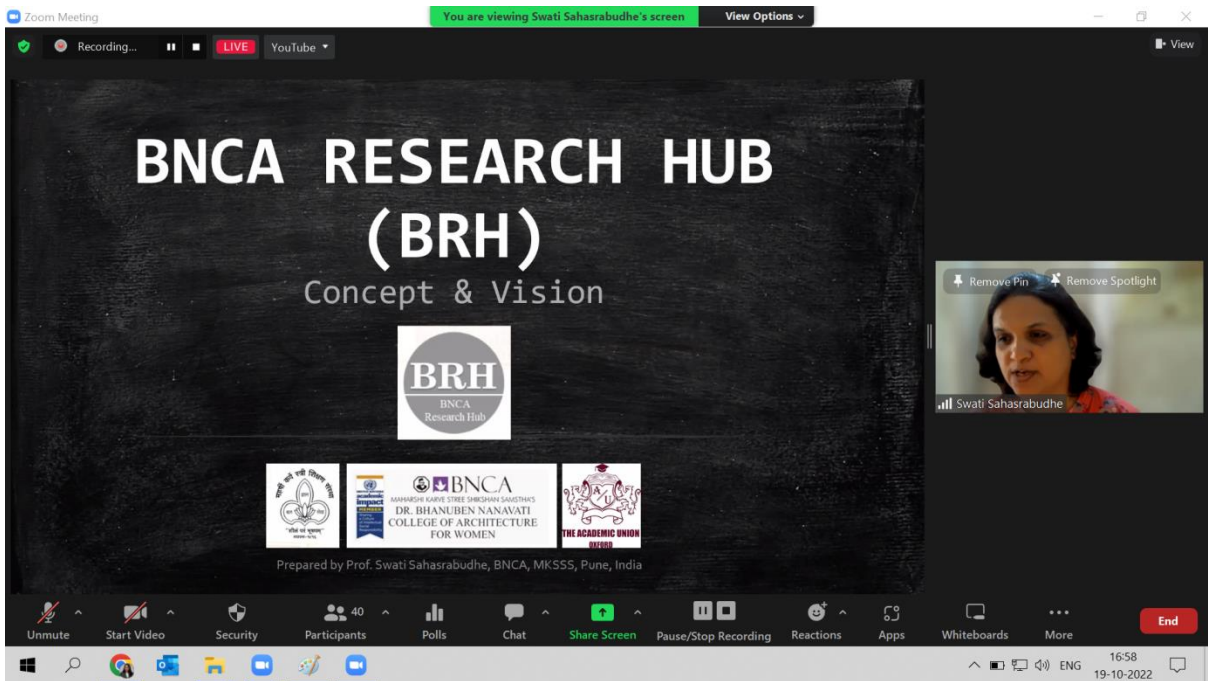 Zoom Meeting
You are viewing Swati Sahasrabudhe's screen
View Options
Recording...
LIVE
YouTube
View
BNCA RESEARCH HUB
(BRH)
Concept & Vision
BRH
BNCA
Research Hub
Remove Pin
Remove Spotlight
Swati Sahasrabudhe
academic
impact
MEMBER
BNCA
MAHARSHI KARVE STREE SHIKSHAN SAMSTHA'S
DR. BHANUBEN NANAVATI
COLLEGE OF ARCHITECTURE
FOR WOMEN
A U
THE ACADEMIC UNION
OXFORD
Prepared by Prof. Swati Sahasrabudhe, BNCA, MKSSS, Pune, India
Unmute
Start Video
Security
40
Participants
Polls
Chat
Share Screen
Pause/Stop Recording
Reactions
Apps
Whiteboards
More
End
ENG
16:58
19-10-2022